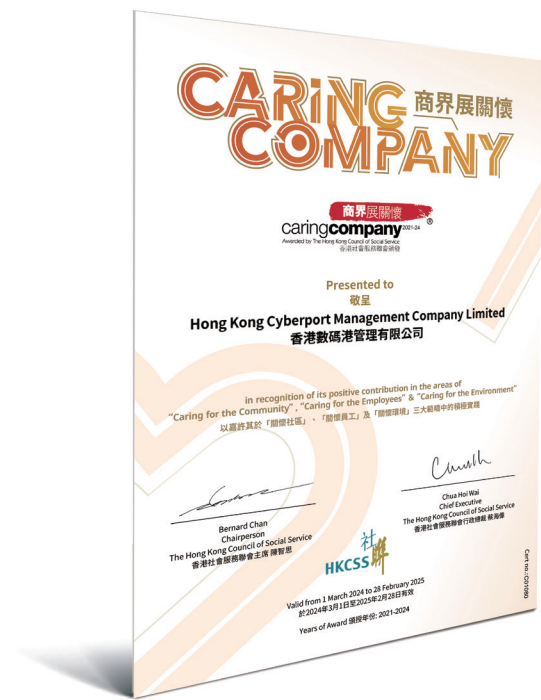 CARiNG 商界展關懷
COMPANY
商界展關懷
caringcompany® 2021-24
Awarded by The Hong Kong Council of Social Service
香港社會服務聯會頒發
Presented to
敬呈
Hong Kong Cyberport Management Company Limited
香港數碼港管理有限公司
in recognition of its positive contribution in the areas of
“Caring for the Community”, “Caring for the Employees” & “Caring for the Environment”
以嘉許其於「關懷社區」、「關懷員工」及「關懷環境」三大範疇中的積極實踐
Bernard Chan
Chairperson
The Hong Kong Council of Social Service
香港社會服務聯會主席 陳智思
Chua Hoi Wai
Chief Executive
The Hong Kong Council of Social Service
香港社會服務聯會行政總裁 蔡海偉
社聯
HKCSS
Valid from 1 March 2024 to 28 February 2025
於2024年3月1日至2025年2月28日有效
Years of Award 頒授年份: 2021-2024
Cert no.: C01080